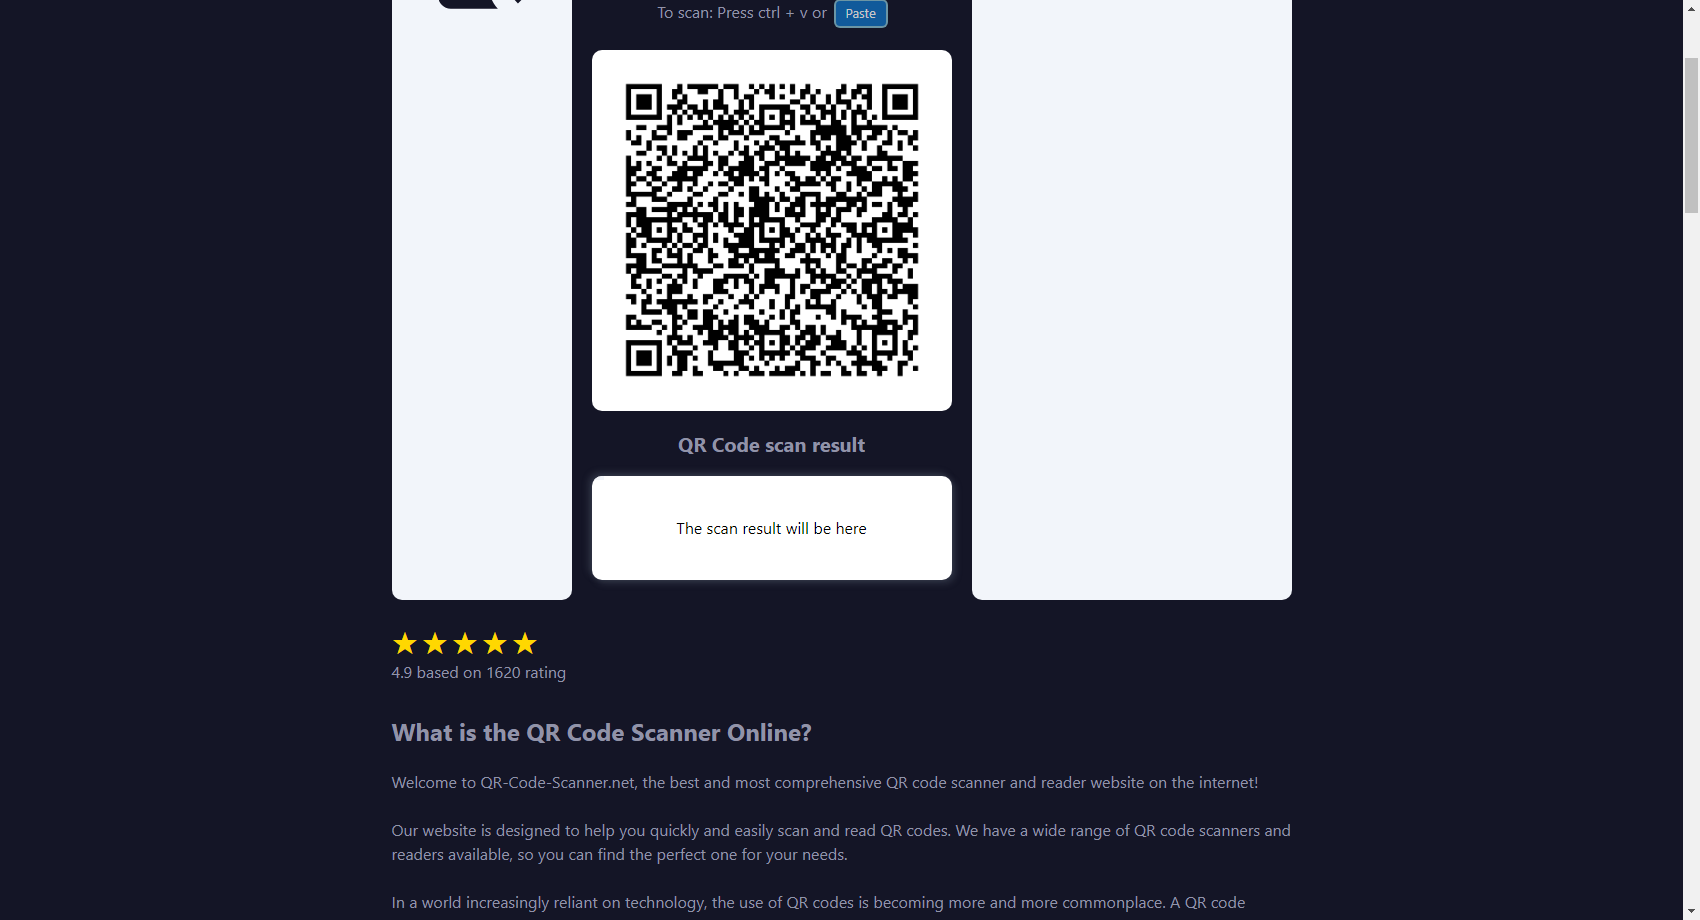 To scan: Press ctrl + v or Paste
QR Code scan result
The scan result will be here
4.9 based on 1620 rating
What is the QR Code Scanner Online?
Welcome to QR-Code-Scanner.net, the best and most comprehensive QR code scanner and reader website on the internet!
Our website is designed to help you quickly and easily scan and read QR codes. We have a wide range of QR code scanners and
readers available, so you can find the perfect one for your needs.
In a world increasingly reliant on technology, the use of QR codes is becoming more and more commonplace. A QR code